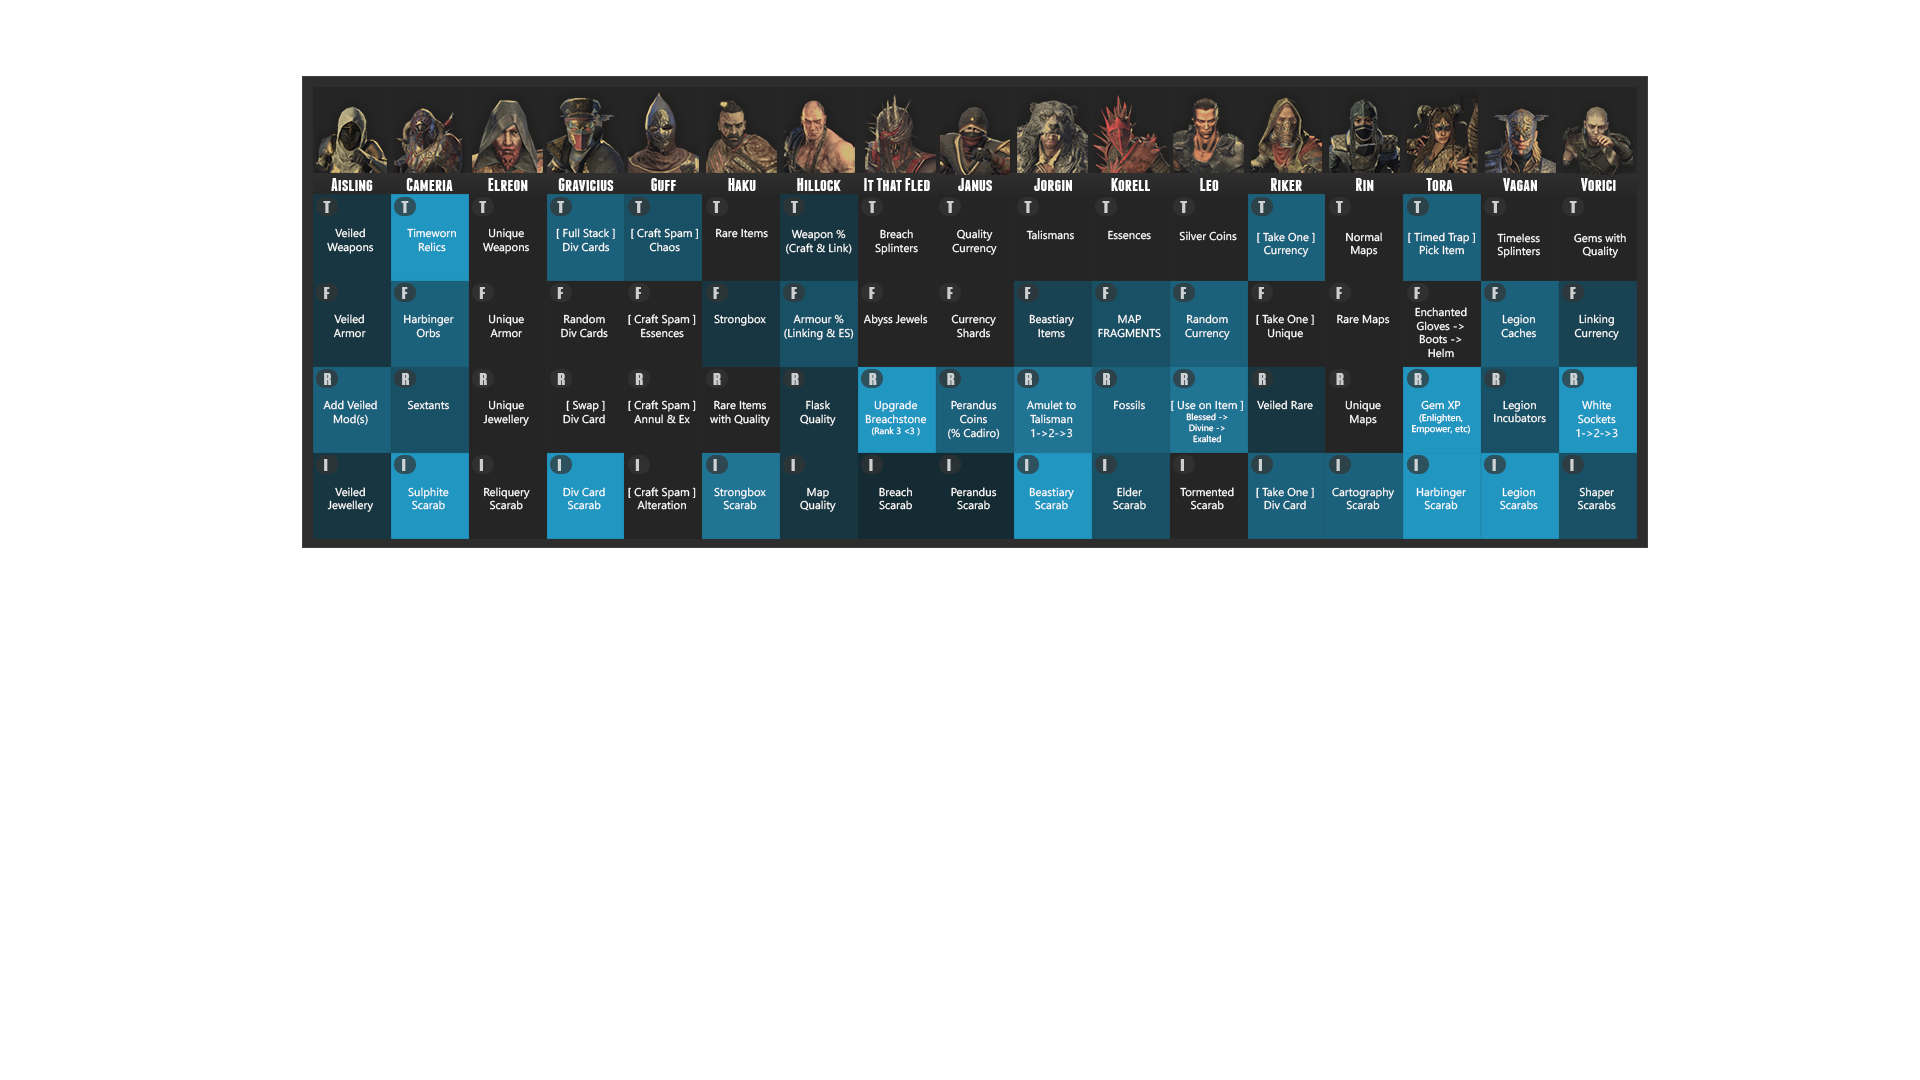 AISLING CAMERIA ELREON GRAVICIUS GUFF HAKU HILLOCK IT THAT FLED JANUS JORGIN KORELL LEO RIKER RIN TORA VAGAN VORICI
T
Veiled
Weapons
T
Timeworn
Relics
T
Unique
Weapons
T
[ Full Stack ]
Div Cards
T
[ Craft Spam ]
Chaos
T
Rare Items
T
Weapon %
(Craft & Link)
T
Breach
Splinters
T
Quality
Currency
T
Talismans
T
Essences
T
Silver Coins
T
[ Take One ]
Currency
T
Normal
Maps
T
[ Timed Trap ]
Pick Item
T
Timeless
Splinters
T
Gems with
Quality
F
Veiled
Armor
F
Harbinger
Orbs
F
Unique
Armor
F
Random
Div Cards
F
[ Craft Spam ]
Essences
F
Strongbox
F
Armour %
(Linking & ES)
F
Abyss Jewels
F
Currency
Shards
F
Beastiary
Items
F
MAP
FRAGMENTS
F
Random
Currency
F
[ Take One ]
Unique
F
Rare Maps
F
Enchanted
Gloves ->
Boots ->
Helm
F
Legion
Caches
F
Linking
Currency
R
Add Veiled
Mod(s)
R
Sextants
R
Unique
Jewellery
R
[ Swap ]
Div Card
R
[ Craft Spam ]
Annul & Ex
R
Rare Items
with Quality
R
Flask
Quality
R
Upgrade
Breachstone
(Rank 3 <3 )
R
Perandus
Coins
(% Cadiro)
R
Amulet to
Talisman
1->2->3
R
Fossils
R
[ Use on Item ]
Blessed ->
Divine ->
Exalted
R
Veiled Rare
R
Unique
Maps
R
Gem XP
(Enlighten,
Empower, etc)
R
Legion
Incubators
R
White
Sockets
1->2->3
I
Veiled
Jewellery
I
Sulphite
Scarab
I
Reliquery
Scarab
I
Div Card
Scarab
I
[ Craft Spam ]
Alteration
I
Strongbox
Scarab
I
Map
Quality
I
Breach
Scarab
I
Perandus
Scarab
I
Beastiary
Scarab
I
Elder
Scarab
I
Tormented
Scarab
I
[ Take One ]
Div Card
I
Cartography
Scarab
I
Harbinger
Scarab
I
Legion
Scarabs
I
Shaper
Scarabs